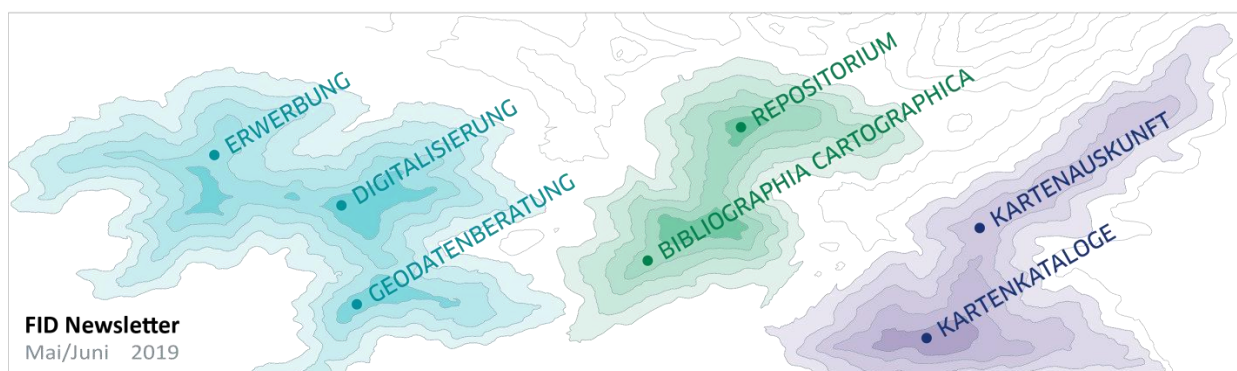 ERWERBUNG
DIGITALISIERUNG
GEODATENBERATUNG
REPOSITORIUM
BIBLIOGRAPHIA CARTOGRAPHICA
KARTENAUSKUNFT
KARTENKATALOGE
FID Newsletter
Mai/Juni 2019